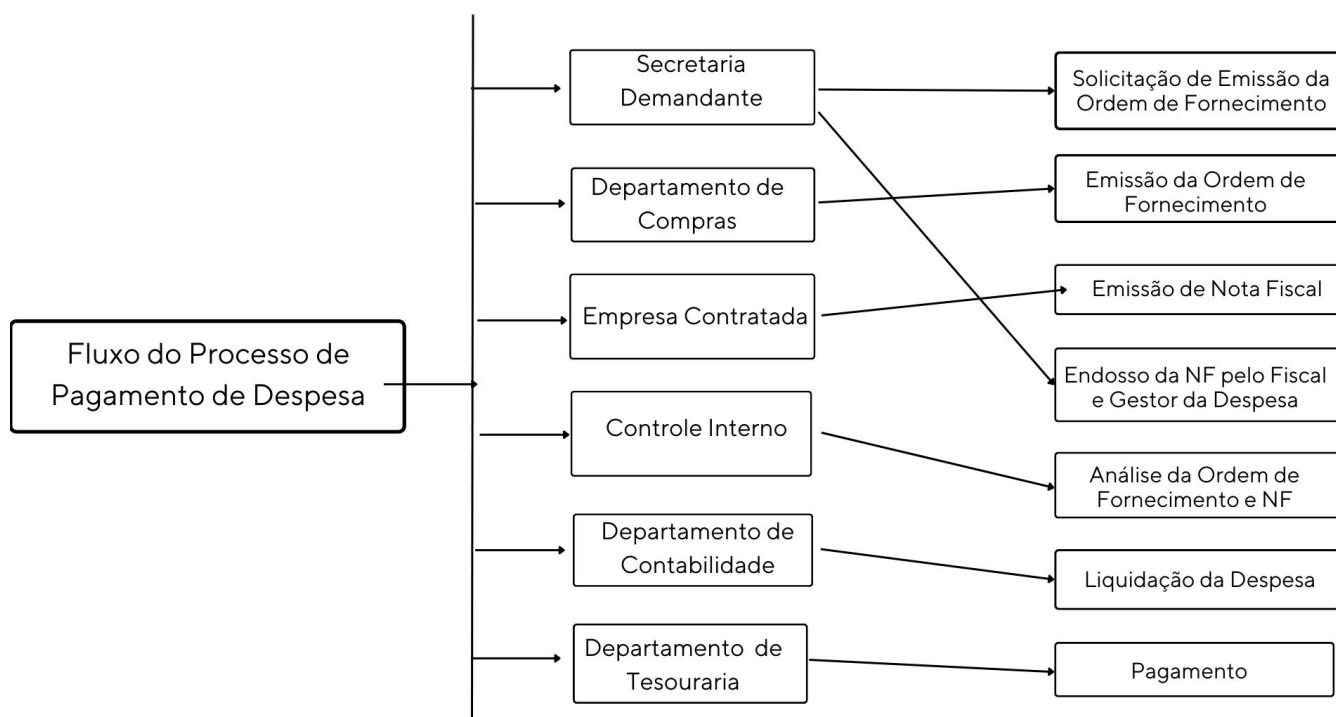 Fluxo do Processo de
Pagamento de Despesa
Secretaria
Demandante
Departamento de
Compras
Empresa Contratada
Controle Interno
Departamento de
Contabilidade
Departamento de
Tesouraria
Solicitação de Emissão da
Ordem de Fornecimento
Emissão da Ordem de
Fornecimento
Emissão de Nota Fiscal
Endosso da NF pelo Fiscal
e Gestor da Despesa
Análise da Ordem de
Fornecimento e NF
Liquidação da Despesa
Pagamento